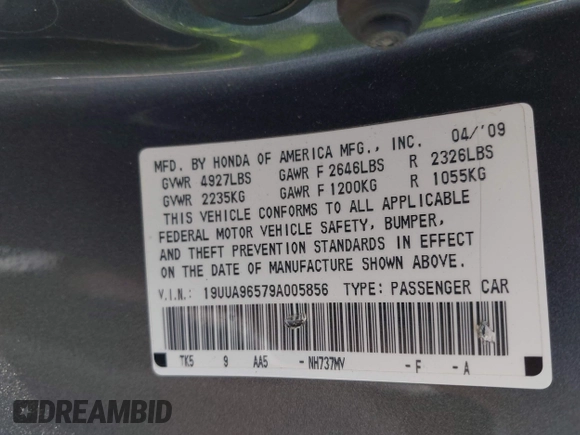 MFD. BY HONDA OF AMERICA MFG., INC. 04/'09
GVWR 4927LBS GAWR F 2646LBS R 2326LBS
GVWR 2235KG GAWR F 1200KG R 1055KG
THIS VEHICLE CONFORMS TO ALL APPLICABLE
FEDERAL MOTOR VEHICLE SAFETY, BUMPER,
AND THEFT PREVENTION STANDARDS IN EFFECT
ON THE DATE OF MANUFACTURE SHOWN ABOVE.
V.I.N.: 19UUA96579A005856 TYPE: PASSENGER CAR
TK5 9 AA5 -NH737MV -F -A
DREAMBID